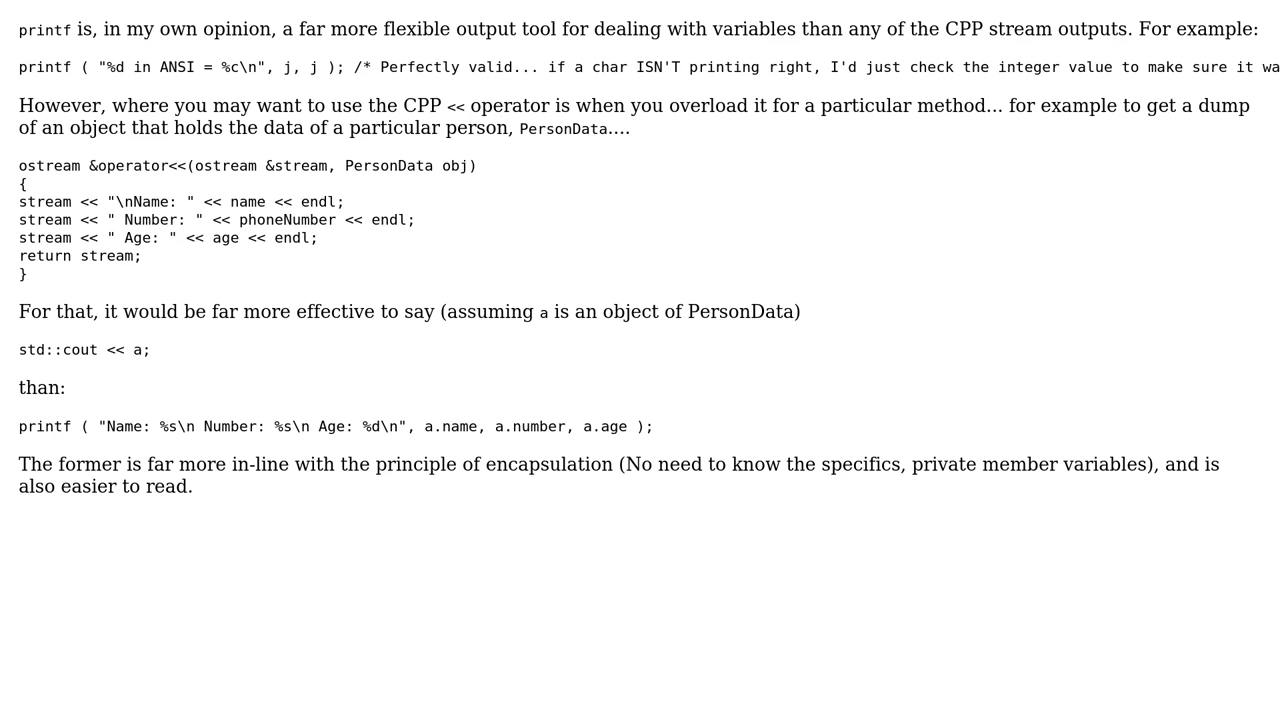 printf is, in my own opinion, a far more flexible output tool for dealing with variables than any of the CPP stream outputs. For example:
printf ( "%d in ANSI = %c\n", j, j ); /* Perfectly valid... if a char ISN'T printing right, I'd just check the integer value to make sure it
However, where you may want to use the CPP << operator is when you overload it for a particular method... for example to get a dump
of an object that holds the data of a particular person, PersonData....
ostream &operator<<(ostream &stream, PersonData obj)
{
stream << "\nName: " << name << endl;
stream << " Number: " << phoneNumber << endl;
stream << " Age: " << age << endl;
return stream;
}
For that, it would be far more effective to say (assuming a is an object of PersonData)
std::cout << a;
than:
printf ( "Name: %s\n Number: %s\n Age: %d\n", a.name, a.number, a.age );
The former is far more in-line with the principle of encapsulation (No need to know the specifics, private member variables), and is
also easier to read.